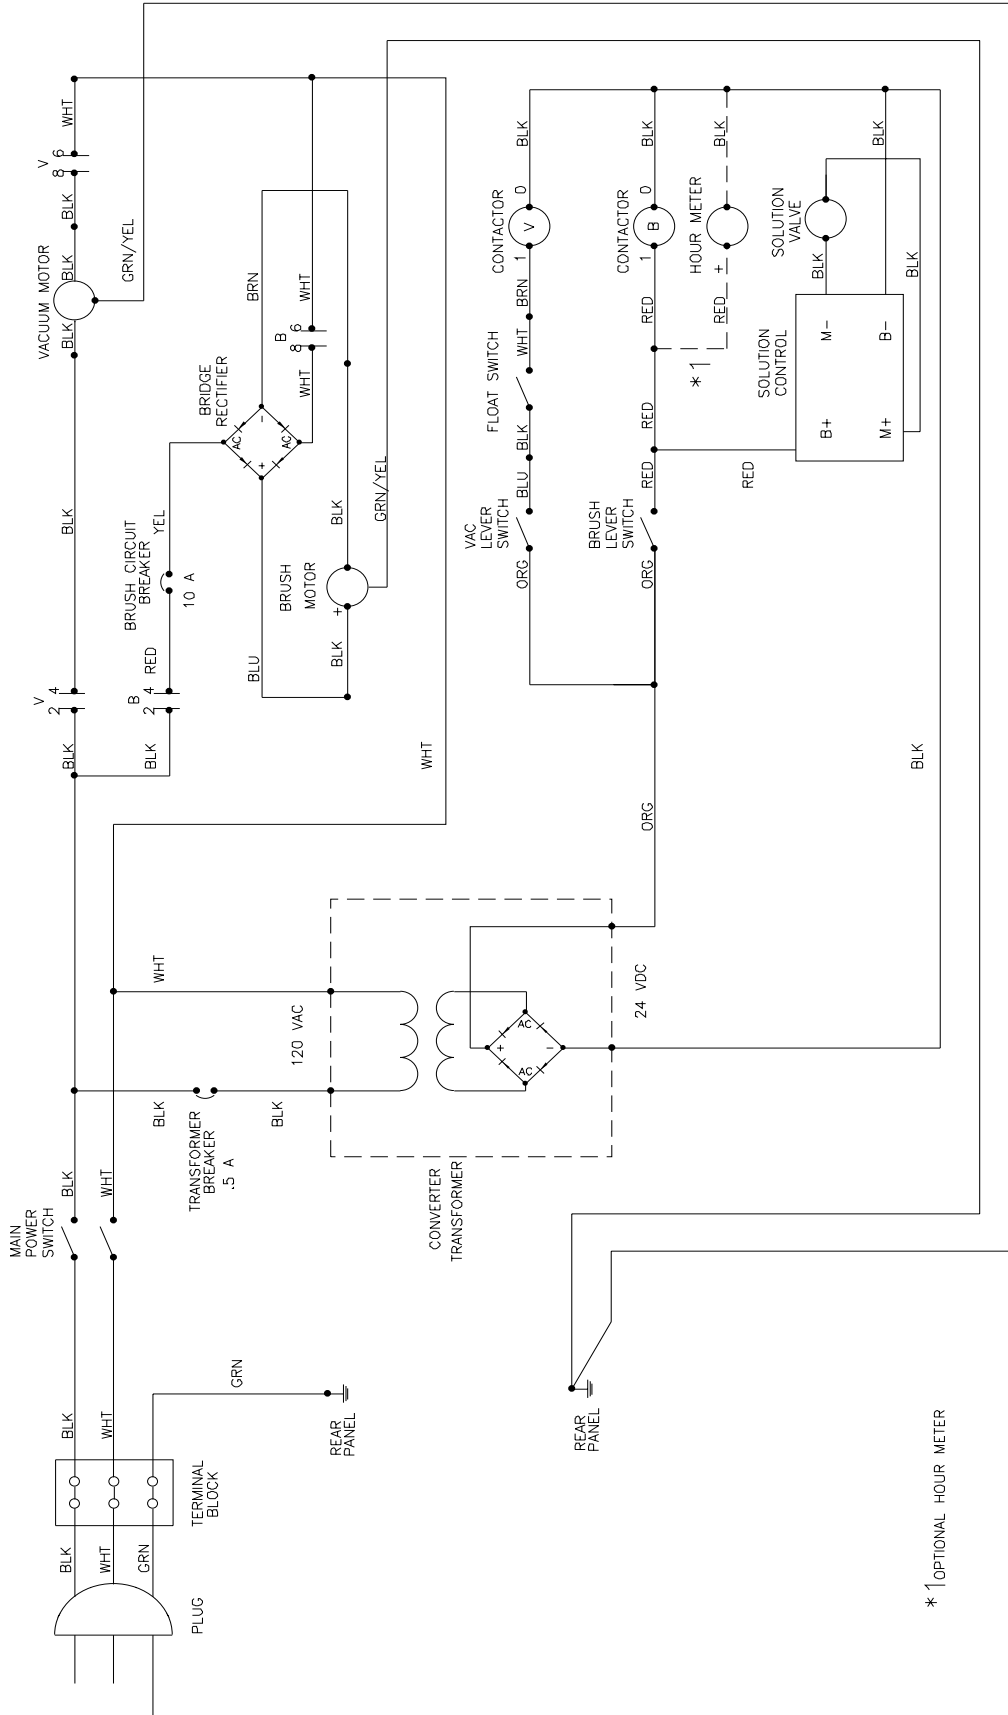 PLUG
BLK
WHT
GRN
TERMINAL
BLOCK
BLK
WHT
GRN
REAR
PANEL
MAIN
POWER
SWITCH
BLK
WHT
BLK
TRANSFORMER
BREAKER
.5 A
BLK
WHT
120 VAC
CONVERTER
TRANSFORMER
AC
AC
+
-
24 VDC
REAR
PANEL
BLK
V
2 4
BLK
BLK
B
2 4
RED
BRUSH CIRCUIT
BREAKER
10 A
YEL
BRIDGE
RECTIFIER
AC
AC
+
-
BLU
BRN
BLK
+
BRUSH
MOTOR
BLK
GRN/YEL
WHT
B
8 6
WHT
WHT
VACUUM MOTOR
BLK
BLK
BLK
V
8 6
WHT
GRN/YEL
ORG
ORG
VAC
LEVER
SWITCH
BLU
BLK
FLOAT SWITCH
WHT
BRN
CONTACTOR
1
V
0
BLK
ORG
BRUSH
LEVER
SWITCH
RED
RED
RED
CONTACTOR
1
B
0
BLK
*1
RED
HOUR METER
+
BLK
RED
SOLUTION
CONTROL
B+
M-
M+
B-
BLK
SOLUTION
VALVE
BLK
BLK
BLK
*1 OPTIONAL HOUR METER